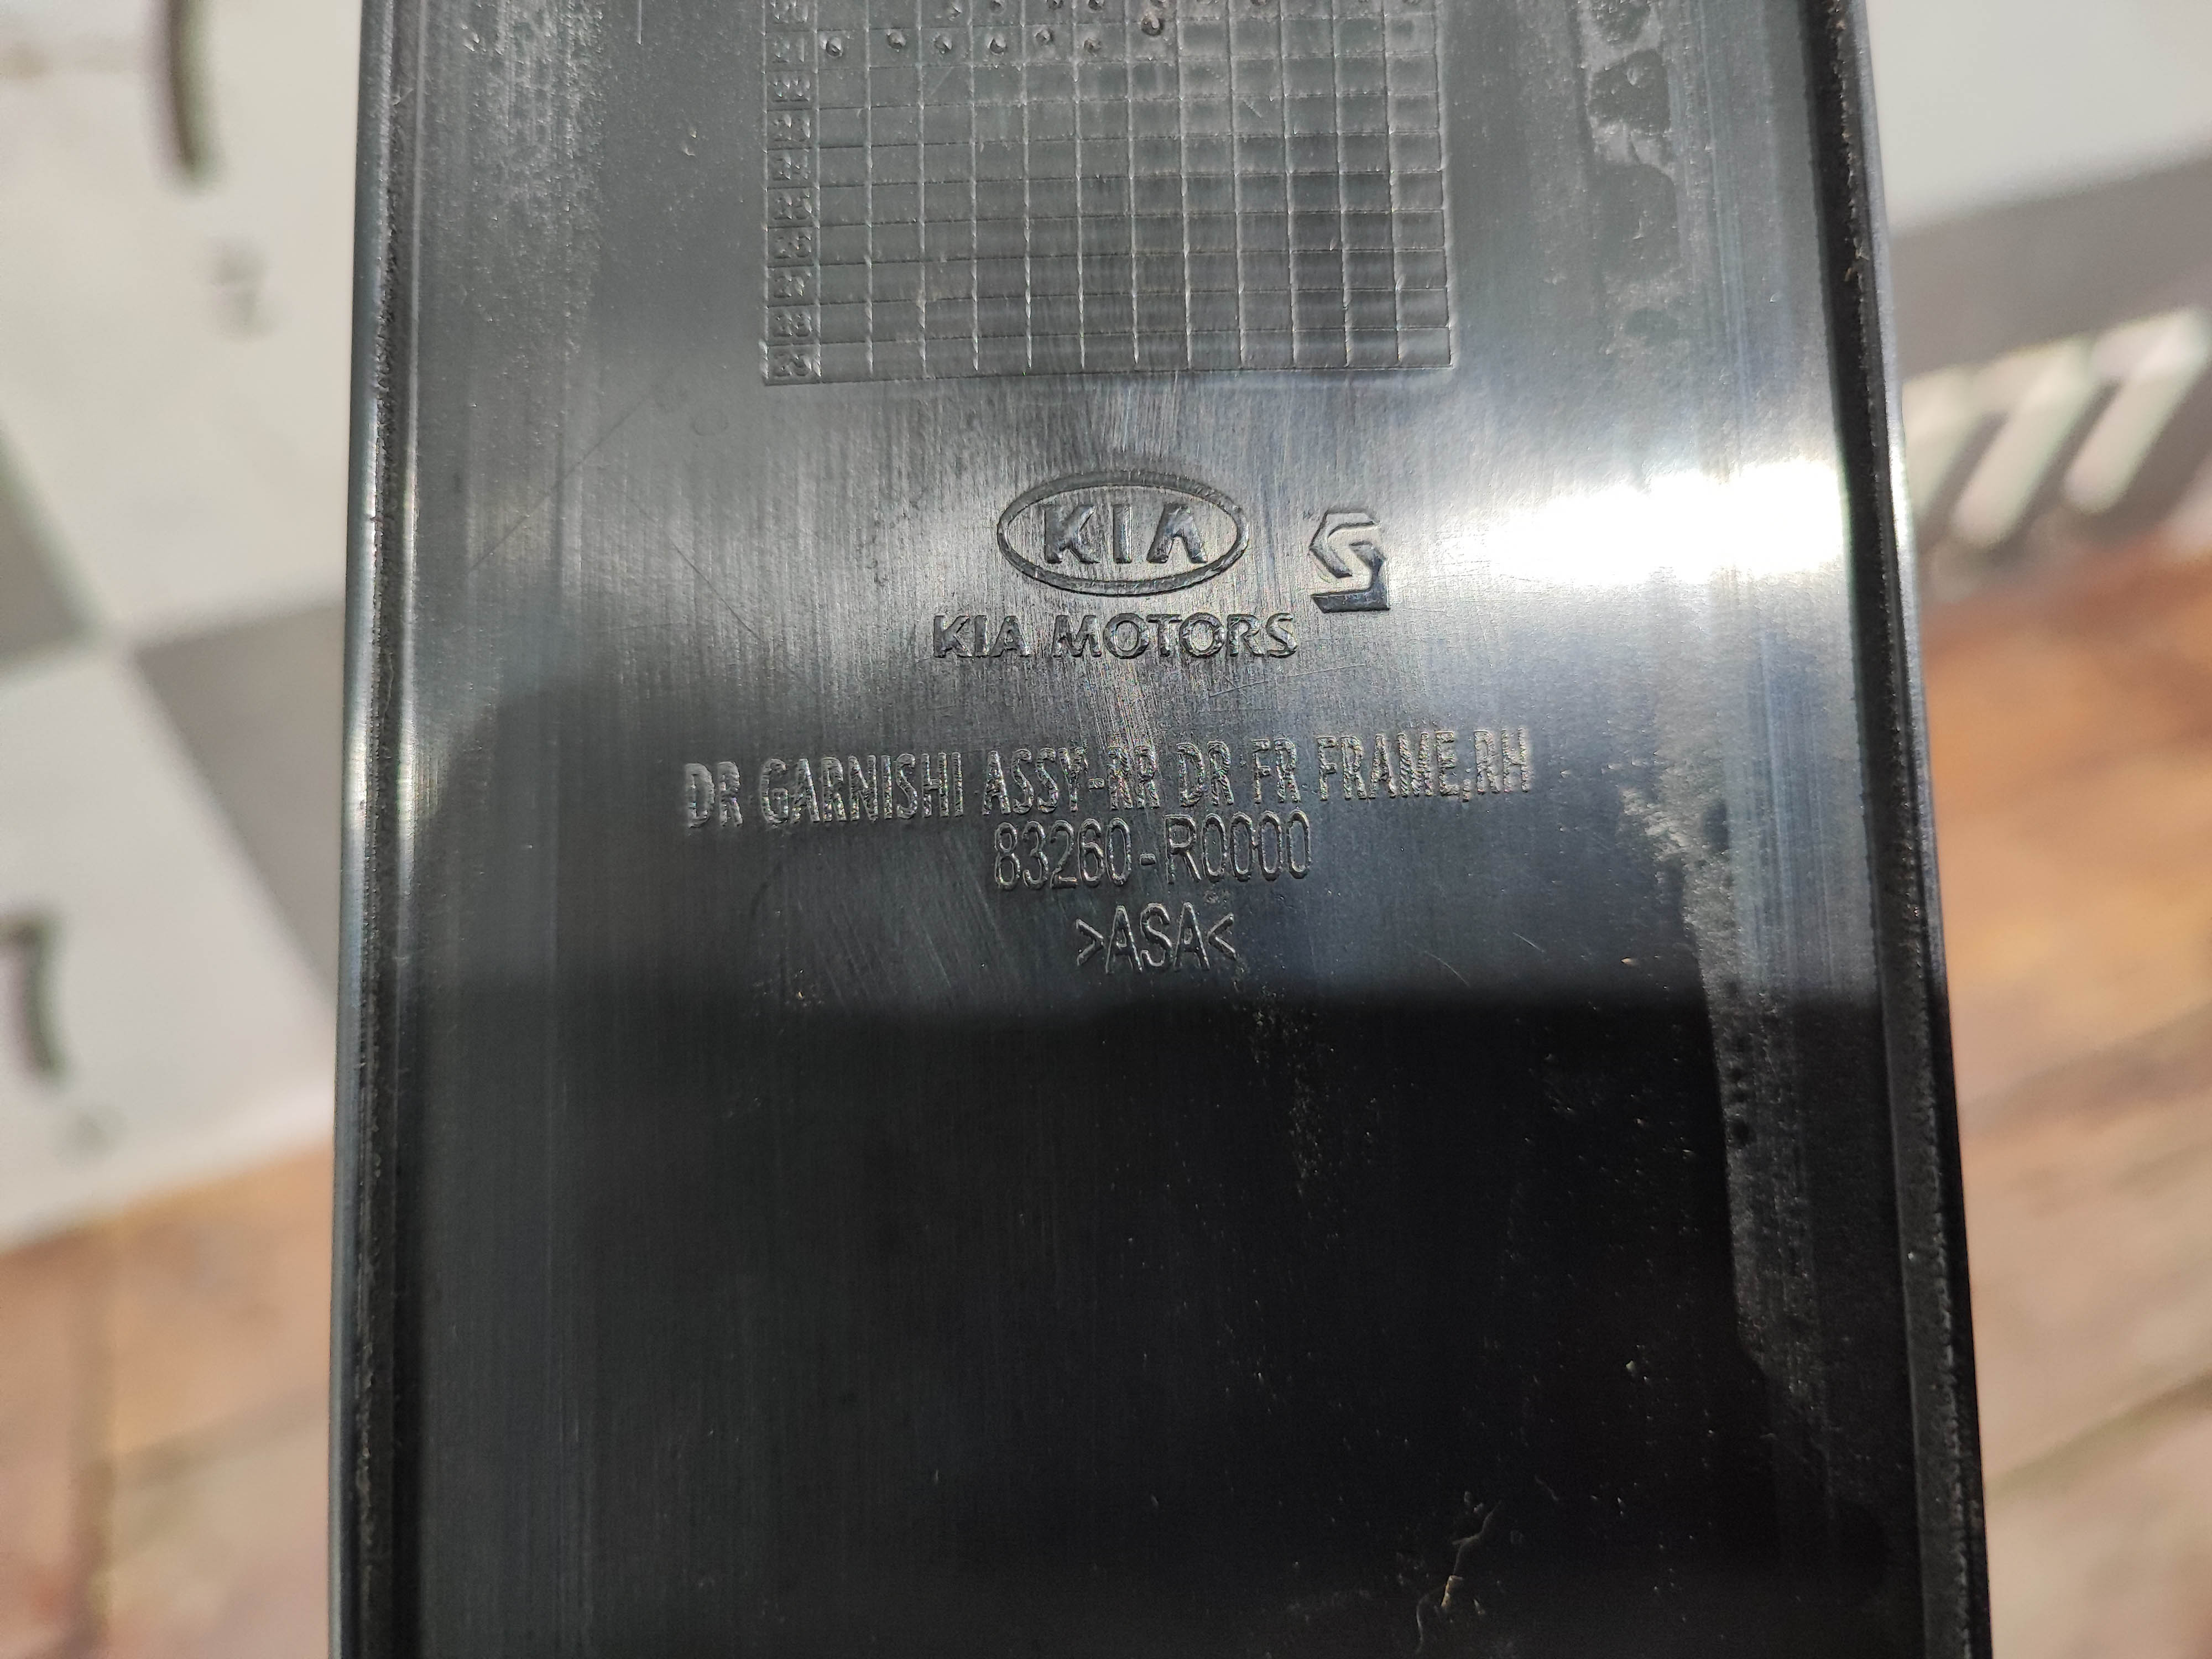 KIA
KIA MOTORS
DR GARNISHI ASSY-RR DR FR FRAME,RH
83260-R0000
>ASA<